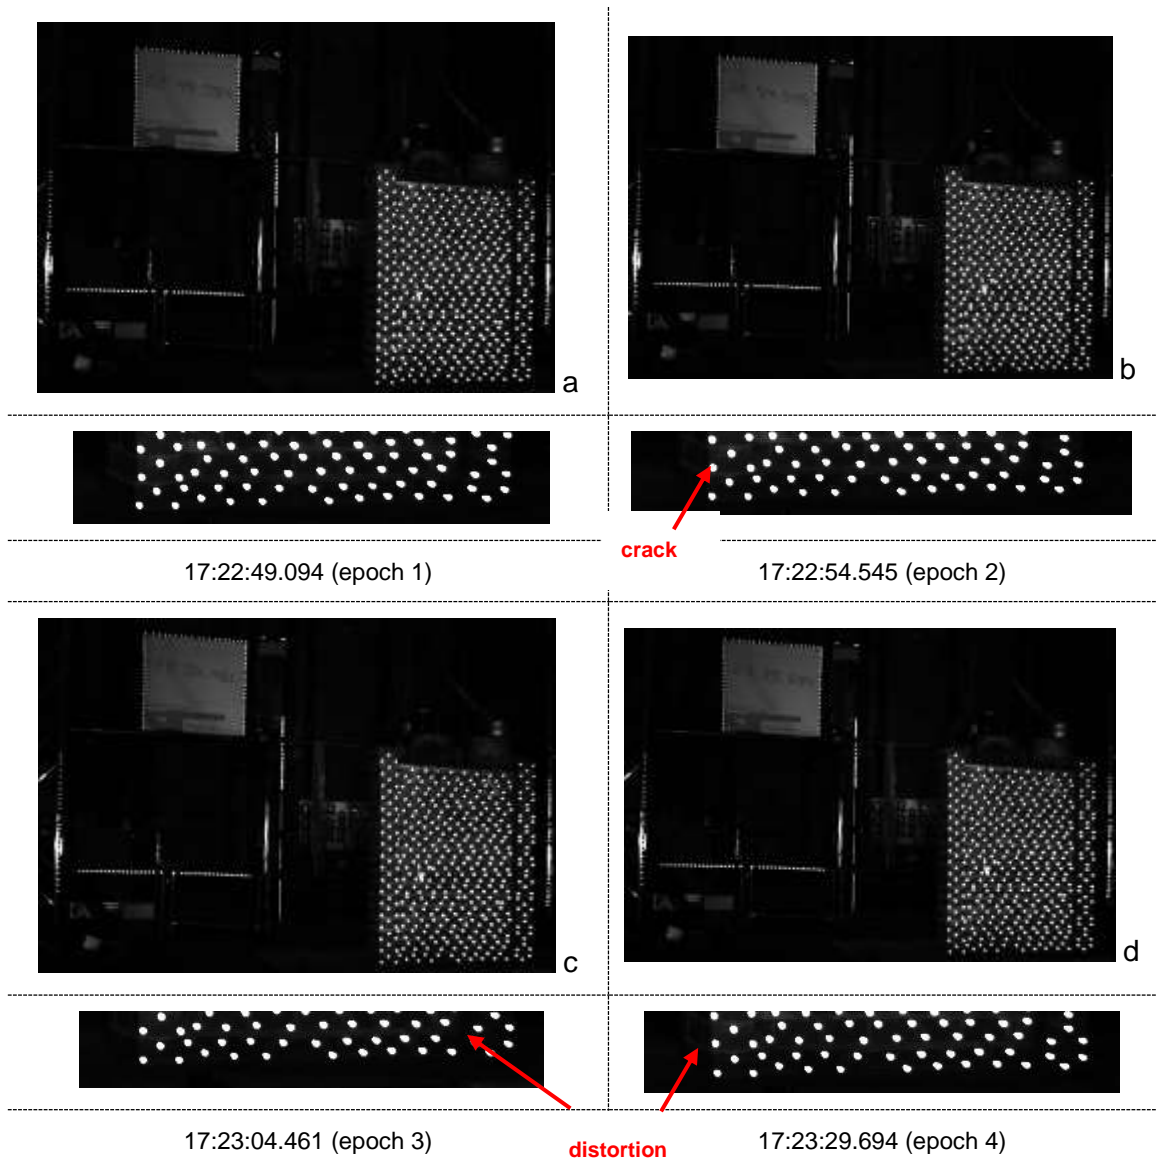 a
b
crack
17:22:49.094 (epoch 1)
17:22:54.545 (epoch 2)
c
d
distortion
17:23:04.461 (epoch 3)
17:23:29.694 (epoch 4)